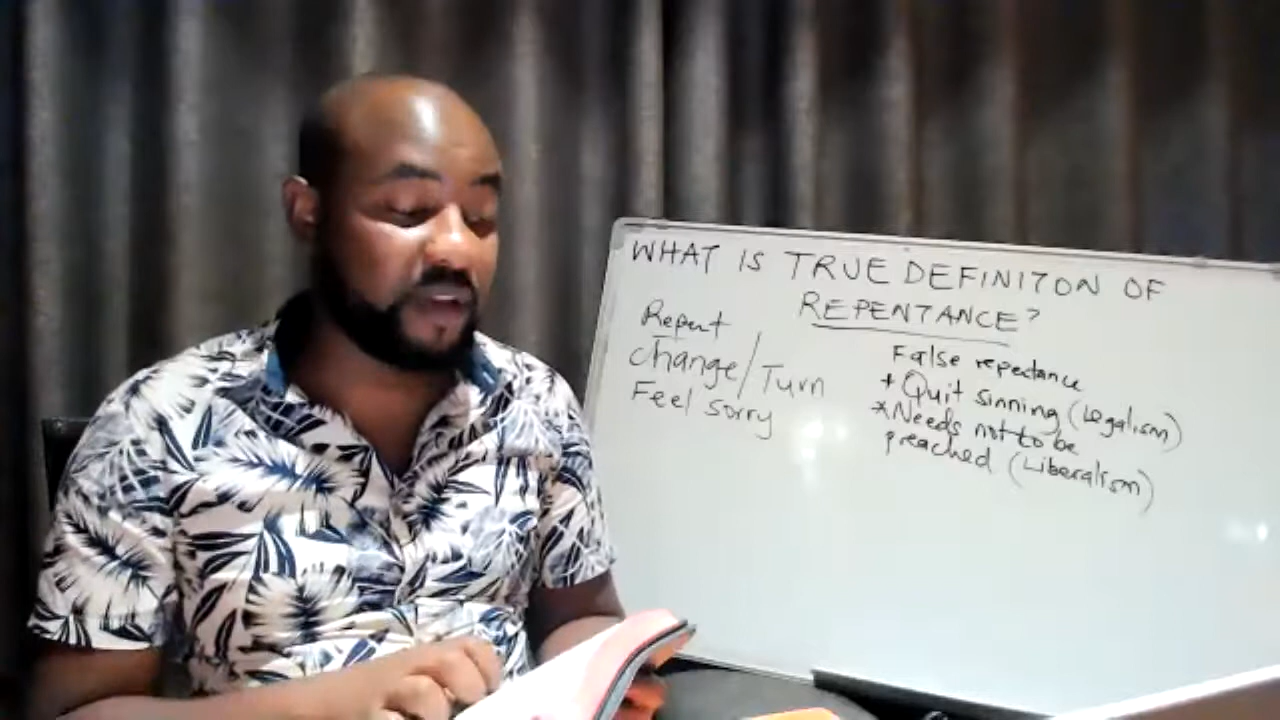 WHAT IS TRUE DEFINITON OF
REPENTANCE?
Repent
Change/Turn
Feel sorry
False repentance
* Quit sinning (Legalism)
* Needs not to be
preached (Liberalism)